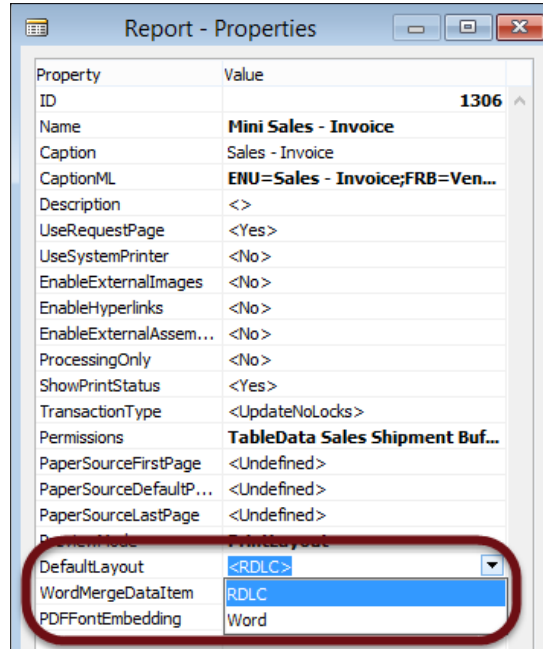 Report - Properties
Property Value
ID 1306
Name Mini Sales - Invoice
Caption Sales - Invoice
CaptionML ENU=Sales - Invoice;FRB=Ven...
Description <>
UseRequestPage <Yes>
UseSystemPrinter <No>
EnableExternalImages <No>
EnableHyperlinks <No>
EnableExternalAssem... <No>
ProcessingOnly <No>
ShowPrintStatus <Yes>
TransactionType <UpdateNoLocks>
Permissions TableData Sales Shipment Buf...
PaperSourceFirstPage <Undefined>
PaperSourceDefaultP... <Undefined>
PaperSourceLastPage <Undefined>
PreviewMode PrintLayout
DefaultLayout <RDLC>
WordMergeDataItem RDLC
PDFFontEmbedding Word